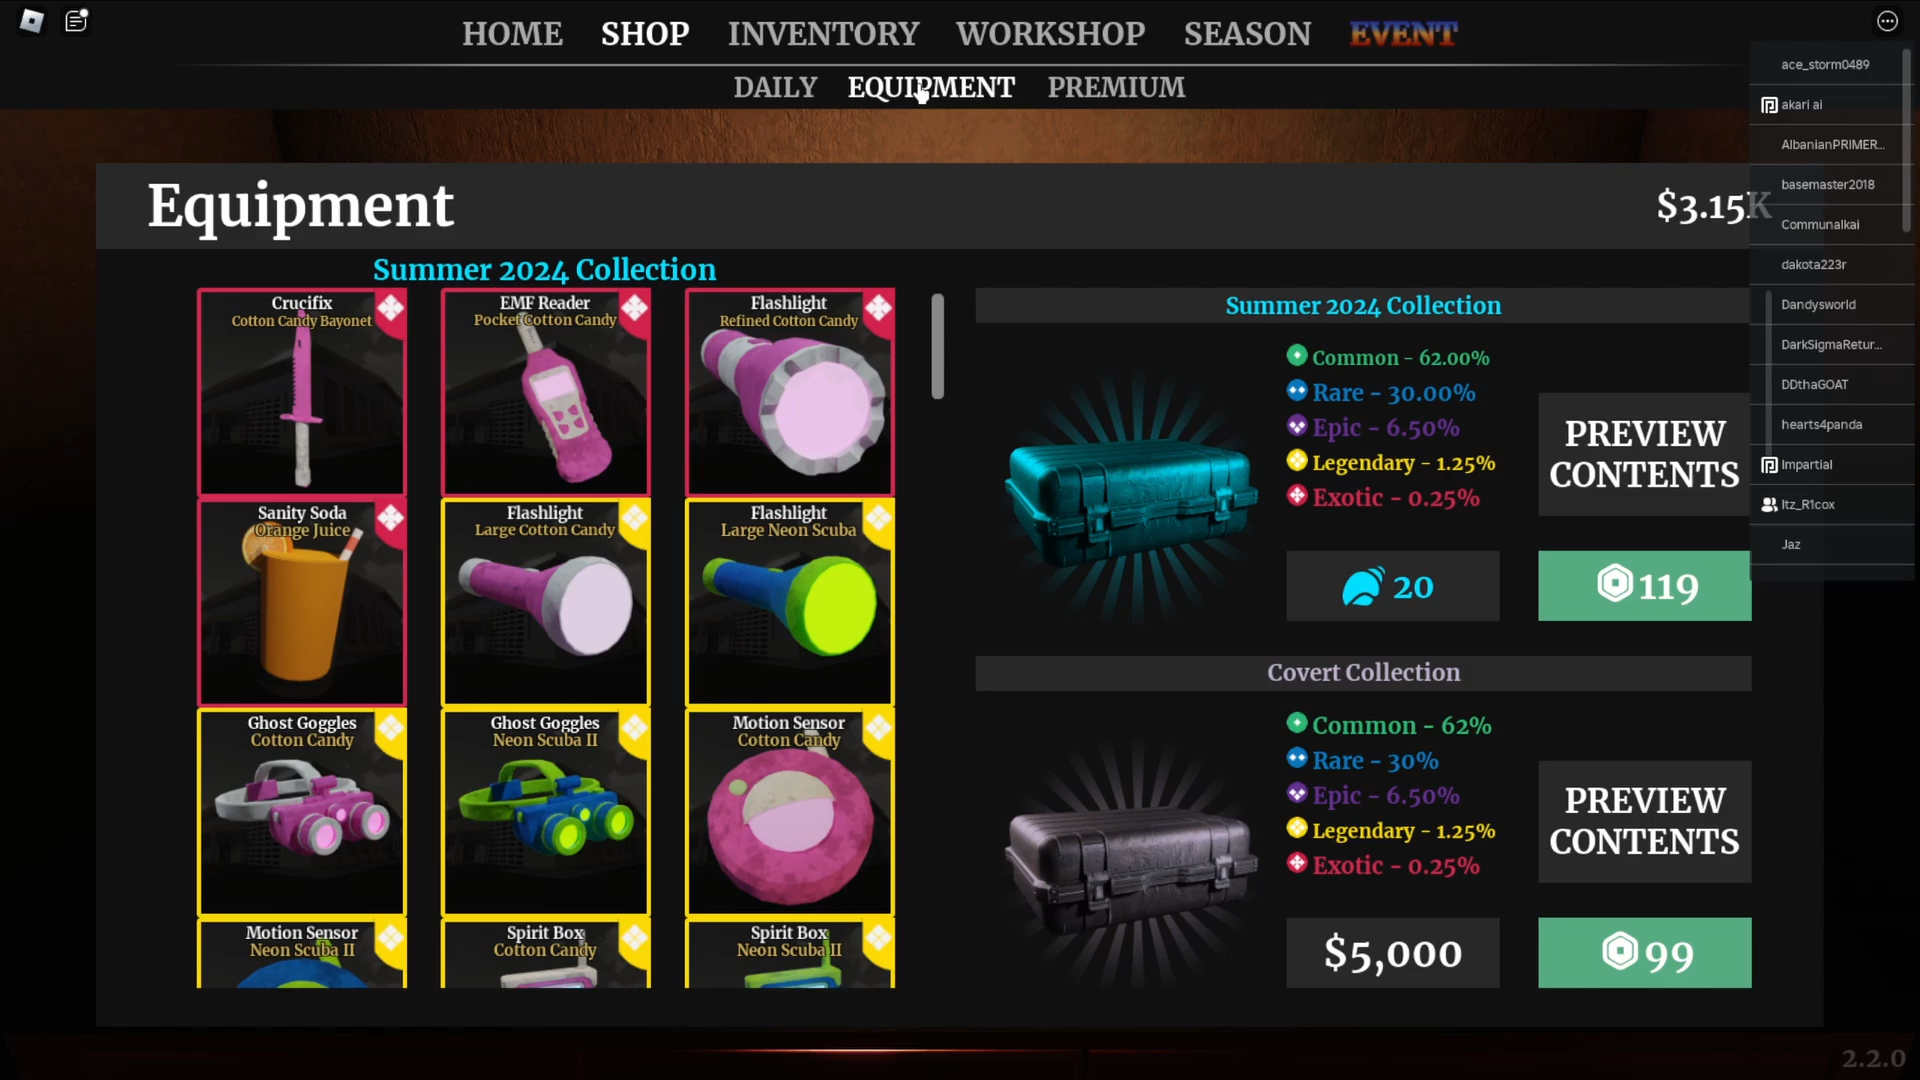 HOME SHOP INVENTORY WORKSHOP SEASON EVENT
DAILY EQUIPMENT PREMIUM
Equipment
$3.15K
Summer 2024 Collection
Crucifix
Cotton Candy Bayonet
EMF Reader
Pocket Cotton Candy
Flashlight
Refined Cotton Candy
Sanity Soda
Orange Juice
Flashlight
Large Cotton Candy
Flashlight
Large Neon Scuba
Ghost Goggles
Cotton Candy
Ghost Goggles
Neon Scuba II
Motion Sensor
Cotton Candy
Motion Sensor
Neon Scuba II
Spirit Box
Cotton Candy
Spirit Box
Neon Scuba II
Summer 2024 Collection
Common - 62.00%
Rare - 30.00%
Epic - 6.50%
Legendary - 1.25%
Exotic - 0.25%
PREVIEW
CONTENTS
20
119
Covert Collection
Common - 62%
Rare - 30%
Epic - 6.50%
Legendary - 1.25%
Exotic - 0.25%
PREVIEW
CONTENTS
$5,000
99
ace_storm0489
akari ai
AlbanianPRIMER...
basemaster2018
Communalkai
dakota223r
Dandysworld
DarkSigmaRetur...
DDthaGOAT
hearts4panda
Impartial
Itz_R1cox
Jaz
2.2.0